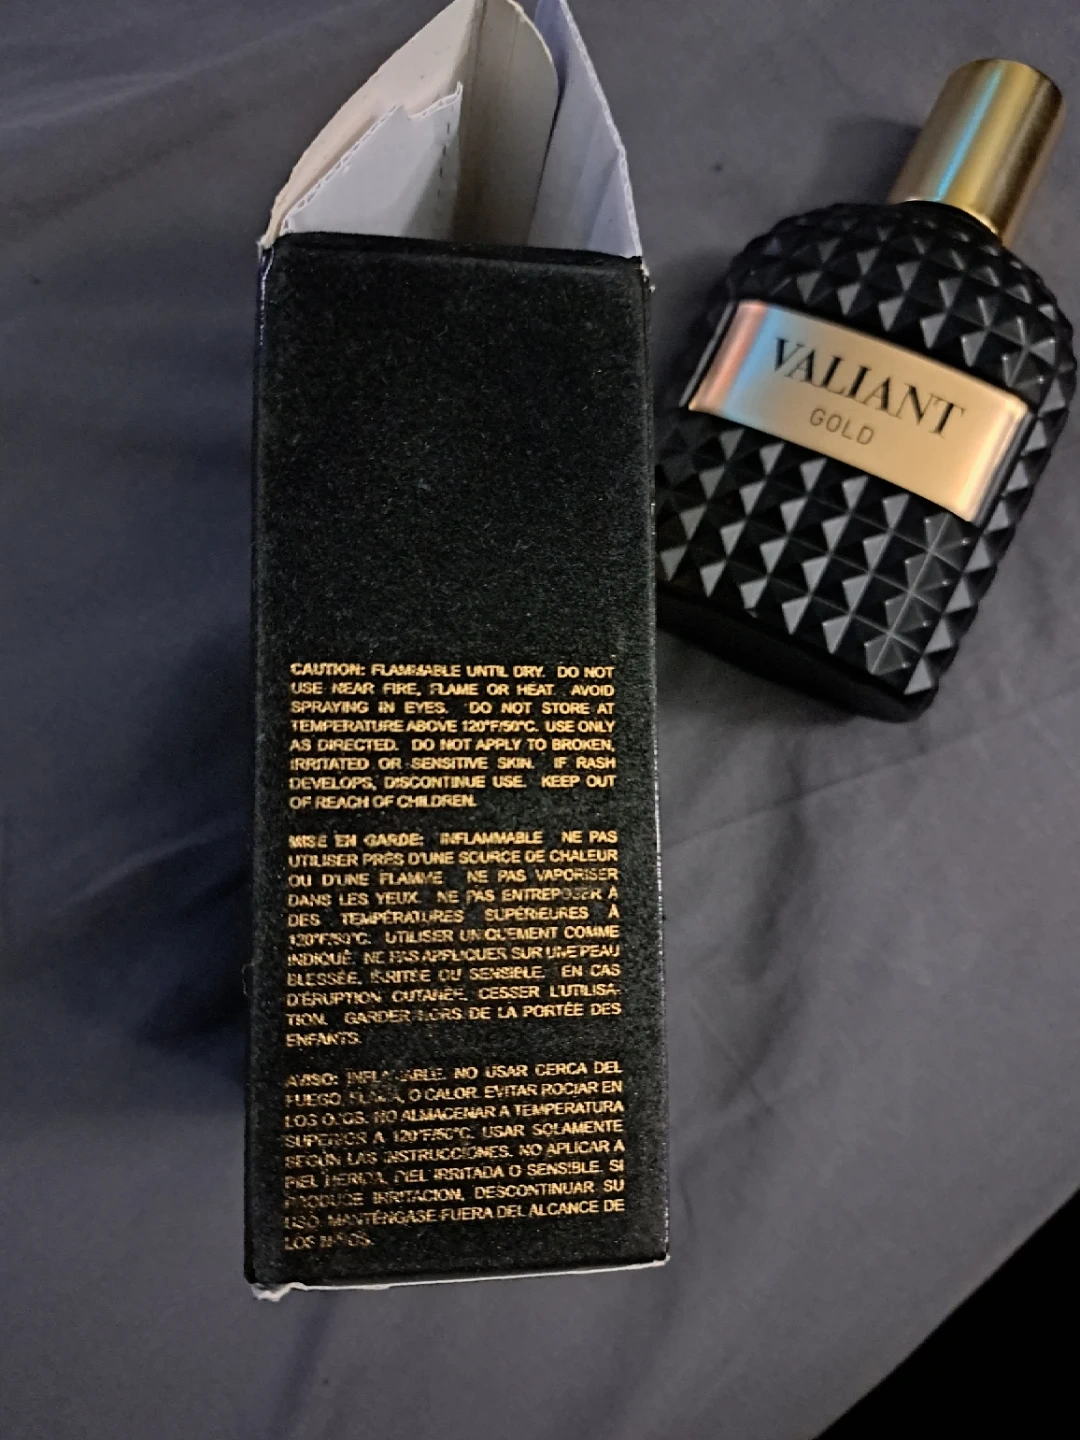 VALIANT
GOLD
CAUTION: FLAMMABLE UNTIL DRY. DO NOT
USE NEAR FIRE, FLAME OR HEAT. AVOID
SPRAYING IN EYES. DO NOT STORE AT
TEMPERATURE ABOVE 120°F/50°C. USE ONLY
AS DIRECTED. DO NOT APPLY TO BROKEN,
IRRITATED OR SENSITIVE SKIN. IF RASH
DEVELOPS, DISCONTINUE USE. KEEP OUT
OF REACH OF CHILDREN.
MISE EN GARDE: INFLAMMABLE NE PAS
UTILISER PRÈS D'UNE SOURCE DE CHALEUR
OU D'UNE FLAMME NE PAS VAPORISER
DANS LES YEUX. NE PAS ENTREPOSER À
DES TEMPÉRATURES SUPÉRIEURES À
120°F/50°C. UTILISER UNIQUEMENT COMME
INDIQUÉ. NE PAS APPLIQUER SUR UNE PEAU
BLESSÉE, IRRITÉE OU SENSIBLE. EN CAS
D'ÉRUPTION CUTANÉE, CESSER L'UTILISA-
TION. GARDER HORS DE LA PORTÉE DES
ENFANTS.
AVISO: INFLAMABLE. NO USAR CERCA DEL
FUEGO, FLAMA, O CALOR. EVITAR ROCIAR EN
LOS OJOS. NO ALMACENAR A TEMPERATURA
SUPERIOR A 120°F/50°C. USAR SOLAMENTE
SEGÚN LAS INSTRUCCIONES. NO APLICAR A
PIEL HERIDA, PIEL IRRITADA O SENSIBLE. SI
PRODUCE IRRITACION, DESCONTINUAR SU
USO. MANTÉNGASE FUERA DEL ALCANCE DE
LOS NIÑOS.